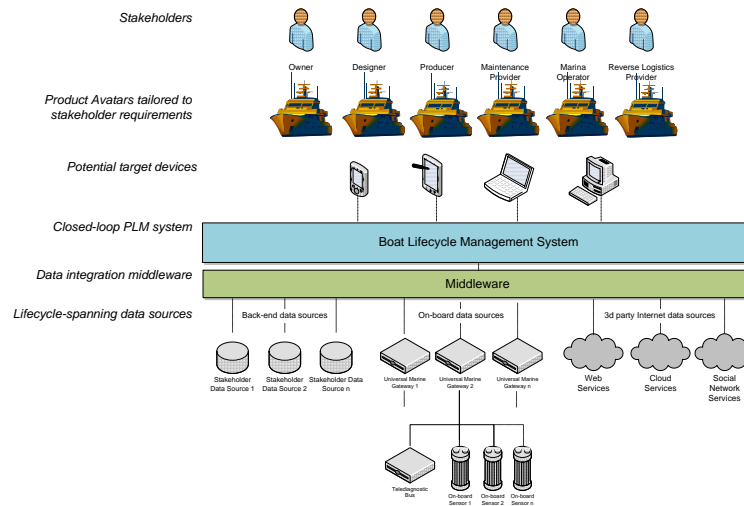 Stakeholders
Owner
Designer
Producer
Maintenance
Provider
Marina
Operator
Reverse Logistics
Provider
Product Avatars tailored to
stakeholder requirements
Potential target devices
Closed-loop PLM system
Boat Lifecycle Management System
Data integration middleware
Middleware
Lifecycle-spanning data sources
Back-end data sources
On-board data sources
3d party Internet data sources
Stakeholder
Data Source 1
Stakeholder
Data Source 2
Stakeholder Data
Source n
Universal Marine
Gateway 1
Universal Marine
Gateway 2
Universal Marine
Gateway n
Web
Services
Cloud
Services
Social
Network
Services
Telediagnostic
Bus
On-board
Sensor 1
On-board
Sensor 2
On-board
Sensor n